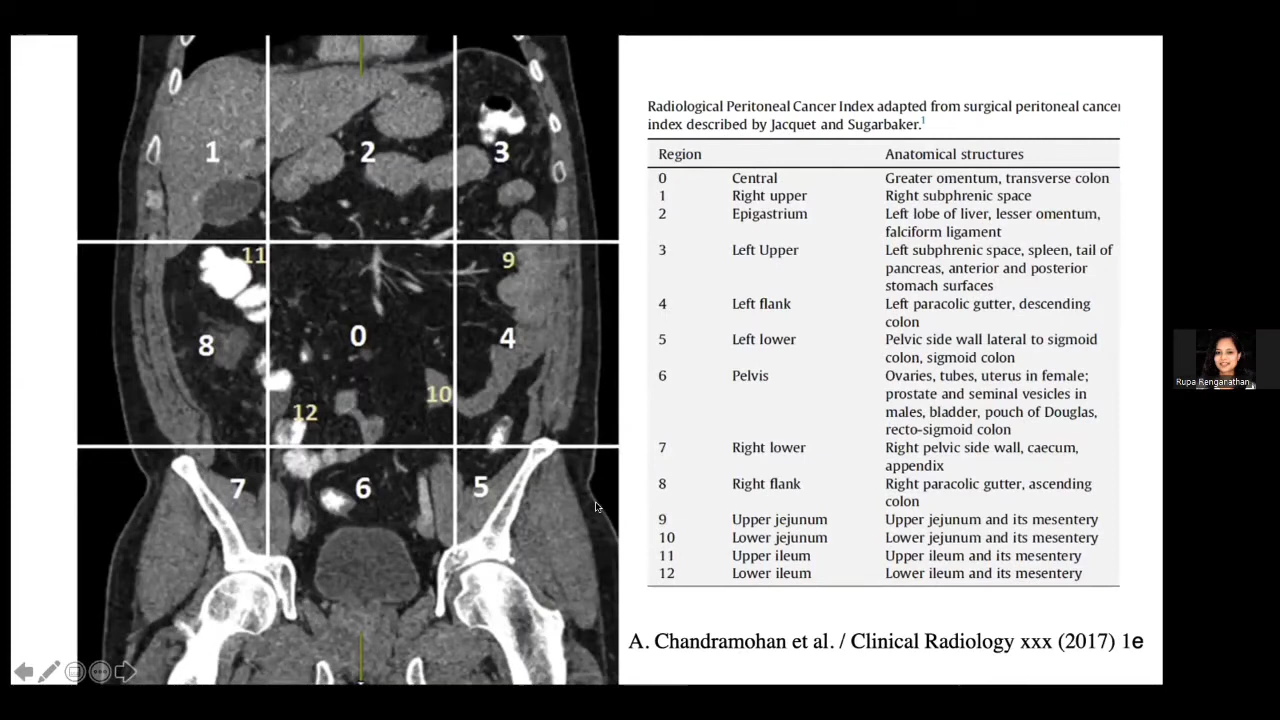 1
2
3
11
9
8
0
4
10
12
7
6
5
Radiological Peritoneal Cancer Index adapted from surgical peritoneal cancer
index described by Jacquet and Sugarbaker.1
Region Anatomical structures
0 Central Greater omentum, transverse colon
1 Right upper Right subphrenic space
2 Epigastrium Left lobe of liver, lesser omentum,
falciform ligament
3 Left Upper Left subphrenic space, spleen, tail of
pancreas, anterior and posterior
stomach surfaces
4 Left flank Left paracolic gutter, descending
colon
5 Left lower Pelvic side wall lateral to sigmoid
colon, sigmoid colon
6 Pelvis Ovaries, tubes, uterus in female;
prostate and seminal vesicles in
males, bladder, pouch of Douglas,
recto-sigmoid colon
7 Right lower Right pelvic side wall, caecum,
appendix
8 Right flank Right paracolic gutter, ascending
colon
9 Upper jejunum Upper jejunum and its mesentery
10 Lower jejunum Lower jejunum and its mesentery
11 Upper ileum Upper ileum and its mesentery
12 Lower ileum Lower ileum and its mesentery
A. Chandramohan et al. / Clinical Radiology xxx (2017) 1e
Rupa Renganathan